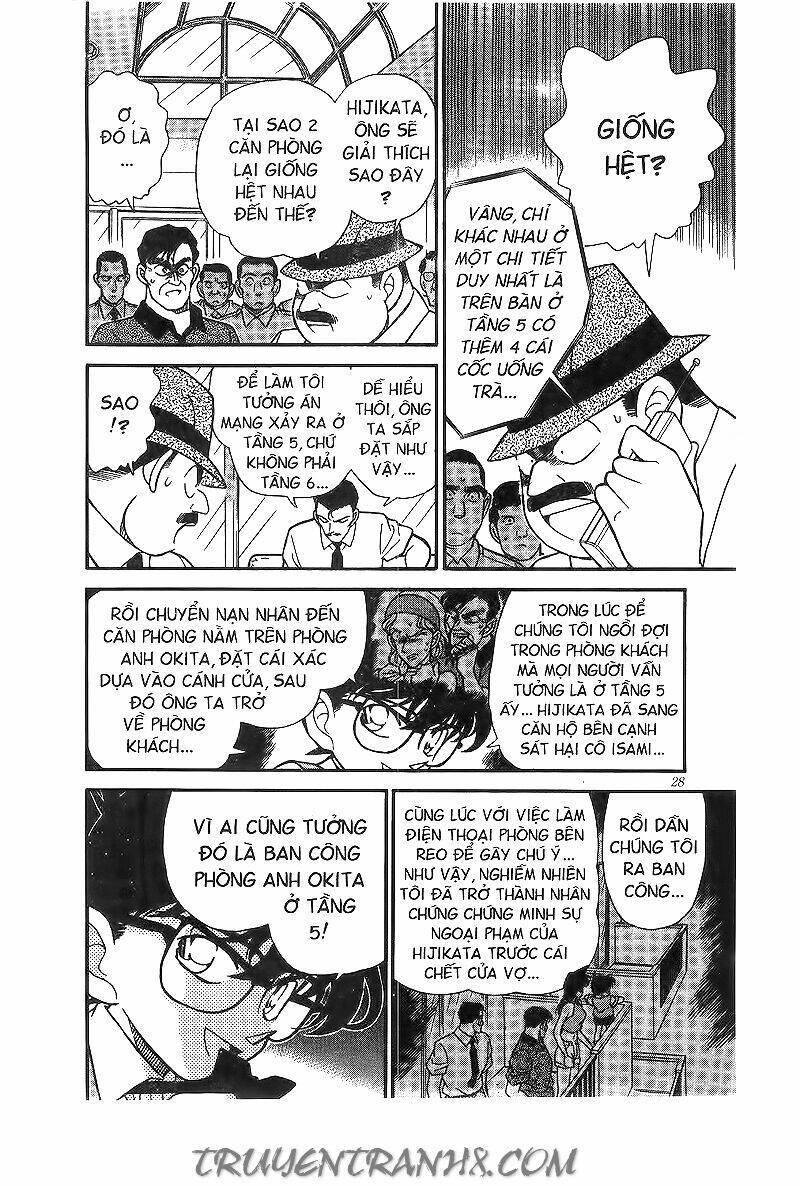 GIỐNG
HỆT?
VÂNG, CHỈ
KHÁC NHAU Ở
MỘT CHI TIẾT
DUY NHẤT LÀ
TRÊN BÀN Ở
TẦNG 5 CÓ
THÊM 4 CÁI
CỐC UỐNG
TRÀ...
HIJIKATA,
ÔNG SẼ
GIẢI THÍCH
SAO ĐÂY
?
TẠI SAO 2
CĂN PHÒNG
LẠI GIỐNG
HỆT NHAU
ĐẾN THẾ?
Ơ,
ĐÓ LÀ
...
DỄ HIỂU
THÔI, ÔNG
TA SẮP
ĐẶT NHƯ
VẬY...
ĐỂ LÀM TÔI
TƯỞNG ÁN
MẠNG XẢY RA Ở
TẦNG 5, CHỨ
KHÔNG PHẢI
TẦNG 6...
SAO
!?
TRONG LÚC ĐỂ
CHÚNG TÔI NGỒI ĐỢI
TRONG PHÒNG KHÁCH
MÀ MỌI NGƯỜI VẪN
TƯỞNG LÀ Ở TẦNG 5
ẤY... HIJIKATA ĐÃ SANG
CĂN HỘ BÊN CẠNH
SÁT HẠI CÔ ISAMI...
RỒI CHUYỂN NẠN NHÂN ĐẾN
CĂN PHÒNG NẰM TRÊN PHÒNG
ANH OKITA, ĐẶT CÁI XÁC
DỰA VÀO CÁNH CỬA, SAU
ĐÓ ÔNG TA TRỞ
VỀ PHÒNG
KHÁCH...
28
RỒI DẪN
CHÚNG TÔI
RA BAN
CÔNG...
CÙNG LÚC VỚI VIỆC LÀM
ĐIỆN THOẠI PHÒNG BÊN
REO ĐỂ GÂY CHÚ Ý...
NHƯ VẬY, NGHIỄM NHIÊN
TÔI ĐÃ TRỞ THÀNH NHÂN
CHỨNG CHỨNG MINH SỰ
NGOẠI PHẠM CỦA
HIJIKATA TRƯỚC CÁI
CHẾT CỦA VỢ...
VÌ AI CŨNG TƯỞNG
ĐÓ LÀ BAN CÔNG
PHÒNG ANH OKITA
Ở TẦNG
5!
TRUYENTRANH8.COM